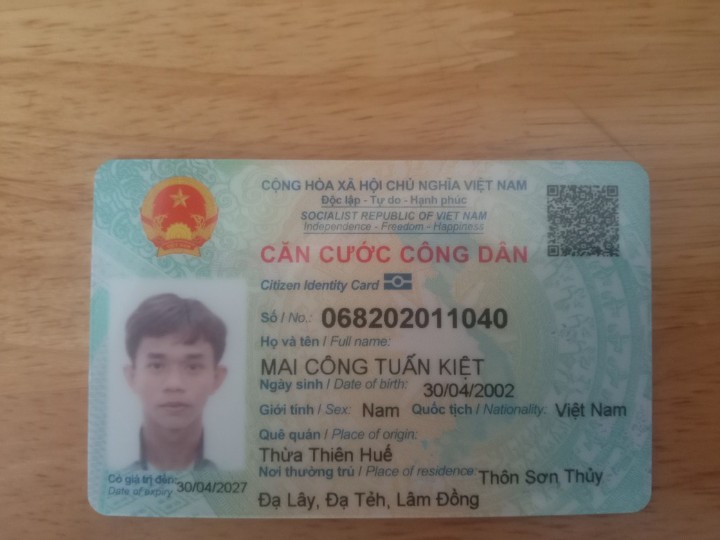 CỘNG HÒA XÃ HỘI CHỦ NGHĨA VIỆT NAM
Độc lập - Tự do - Hạnh phúc
SOCIALIST REPUBLIC OF VIET NAM
Independence - Freedom - Happiness
CĂN CƯỚC CÔNG DÂN
Citizen Identity Card
Số / No.: 068202011040
Họ và tên / Full name:
MAI CÔNG TUẤN KIỆT
Ngày sinh / Date of birth: 30/04/2002
Giới tính / Sex: Nam Quốc tịch / Nationality: Việt Nam
Quê quán / Place of origin:
Thừa Thiên Huế
Nơi thường trú / Place of residence: Thôn Sơn Thủy
Đạ Lây, Đạ Tẻh, Lâm Đồng
Có giá trị đến: 30/04/2027
Date of expiry